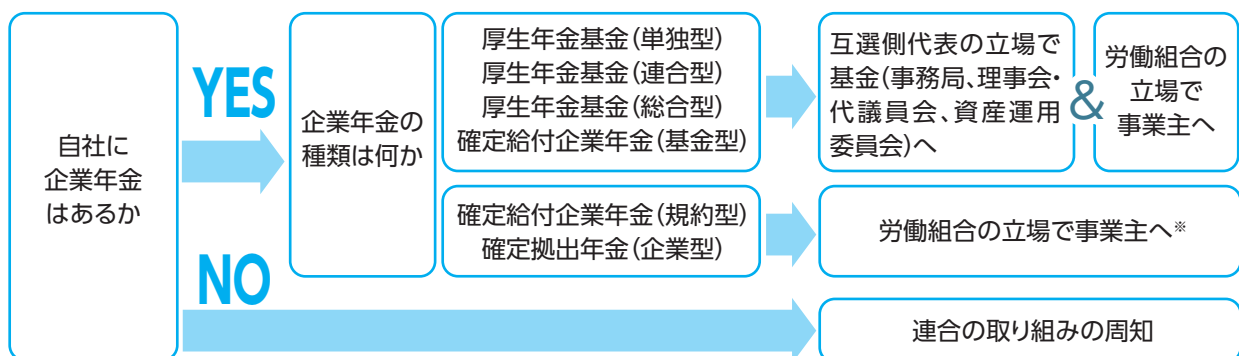 自社に
企業年金
はあるか
YES
企業年金の
種類は何か
厚生年金基金(単独型)
厚生年金基金(連合型)
厚生年金基金(総合型)
確定給付企業年金(基金型)
互選側代表の立場で
基金(事務局、理事会・
代議員会、資産運用
委員会)へ
&
労働組合の
立場で
事業主へ
確定給付企業年金(規約型)
確定拠出年金(企業型)
労働組合の立場で事業主へ※
NO
連合の取り組みの周知